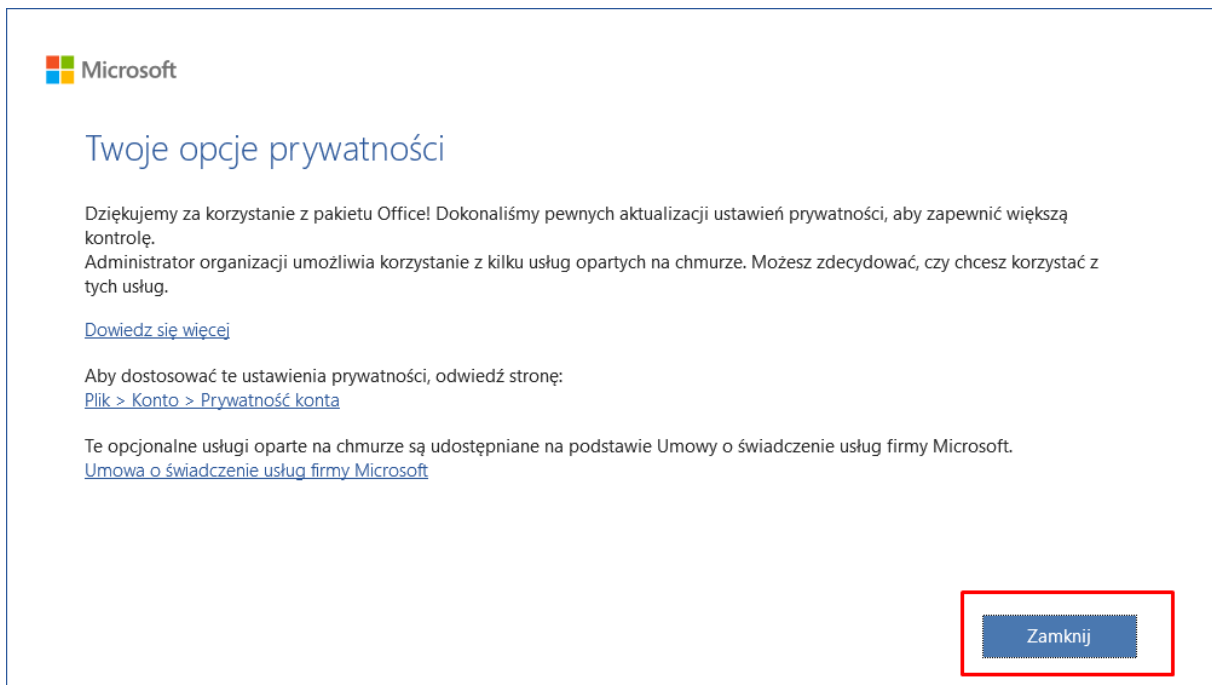 Microsoft
Twoje opcje prywatności
Dziękujemy za korzystanie z pakietu Office! Dokonaliśmy pewnych aktualizacji ustawień prywatności, aby zapewnić większą
kontrolę.
Administrator organizacji umożliwia korzystanie z kilku usług opartych na chmurze. Możesz zdecydować, czy chcesz korzystać z
tych usług.
Dowiedz się więcej
Aby dostosować te ustawienia prywatności, odwiedź stronę:
Plik > Konto > Prywatność konta
Te opcjonalne usługi oparte na chmurze są udostępniane na podstawie Umowy o świadczenie usług firmy Microsoft.
Umowa o świadczenie usług firmy Microsoft
Zamknij